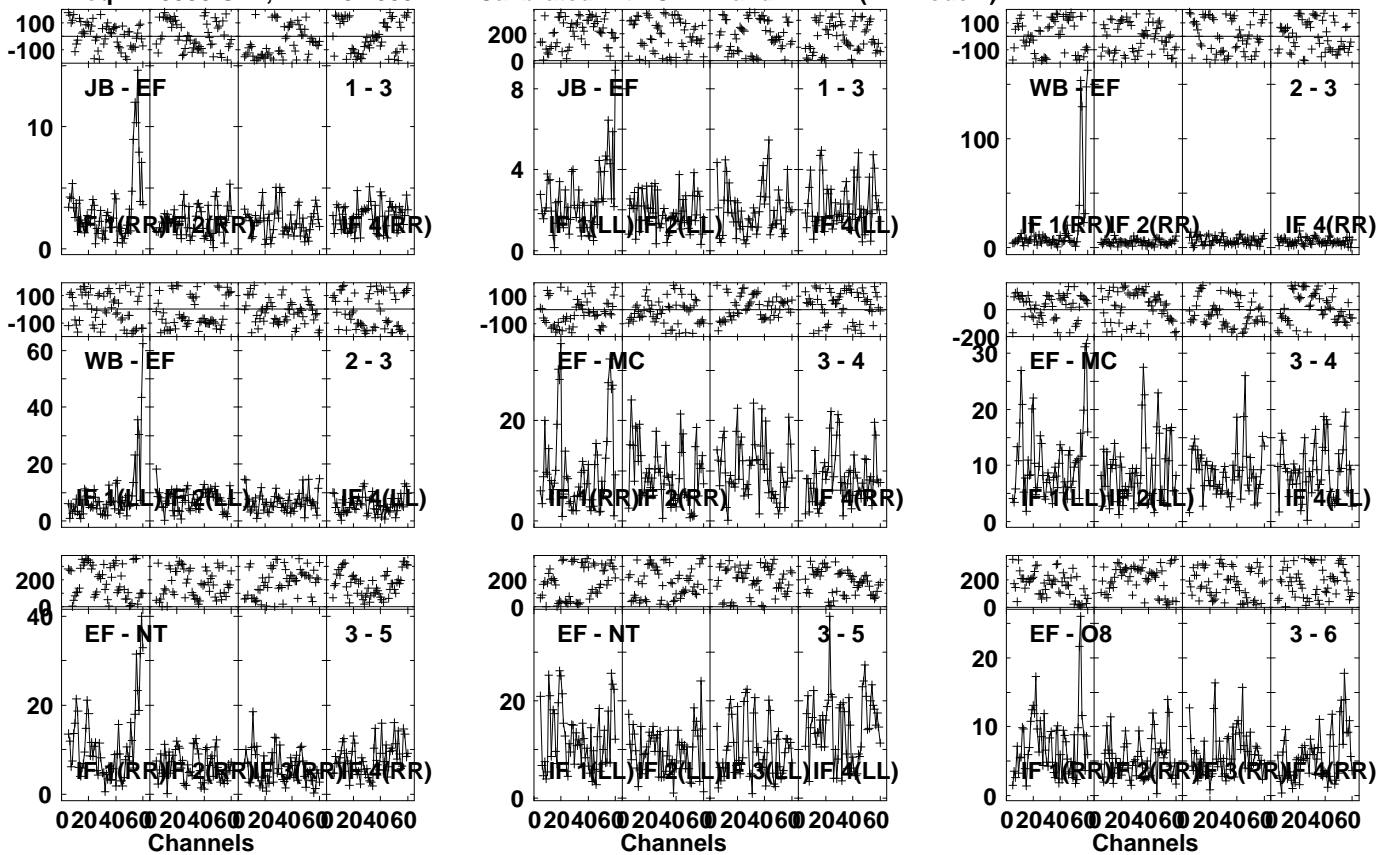 100
-100
JB - EF 1 - 3
10
0
IF 1(RR) IF 2(RR) IF 4(RR)
200
0
JB - EF 1 - 3
8
4
0
IF 1(LL) IF 2(LL) IF 4(LL)
100
-100
WB - EF 2 - 3
100
0
IF 1(RR) IF 2(RR) IF 4(RR)
100
-100
WB - EF 2 - 3
60
40
20
0
IF 1(LL) IF 2(LL) IF 4(LL)
100
-100
EF - MC 3 - 4
20
0
IF 1(RR) IF 2(RR) IF 4(RR)
0
-200
EF - MC 3 - 4
30
20
10
0
IF 1(LL) IF 2(LL) IF 4(LL)
200
0
EF - NT 3 - 5
40
20
0
IF 1(RR) IF 2(RR) IF 3(RR) IF 4(RR)
0 20 40 60 0 20 40 60 0 20 40 60 0 20 40 60
Channels
200
0
EF - NT 3 - 5
20
0
IF 1(LL) IF 2(LL) IF 3(LL) IF 4(LL)
0 20 40 60 0 20 40 60 0 20 40 60 0 20 40 60
Channels
200
0
EF - O8 3 - 6
20
10
0
IF 1(RR) IF 2(RR) IF 3(RR) IF 4(RR)
0 20 40 60 0 20 40 60 0 20 40 60 0 20 40 60
Channels